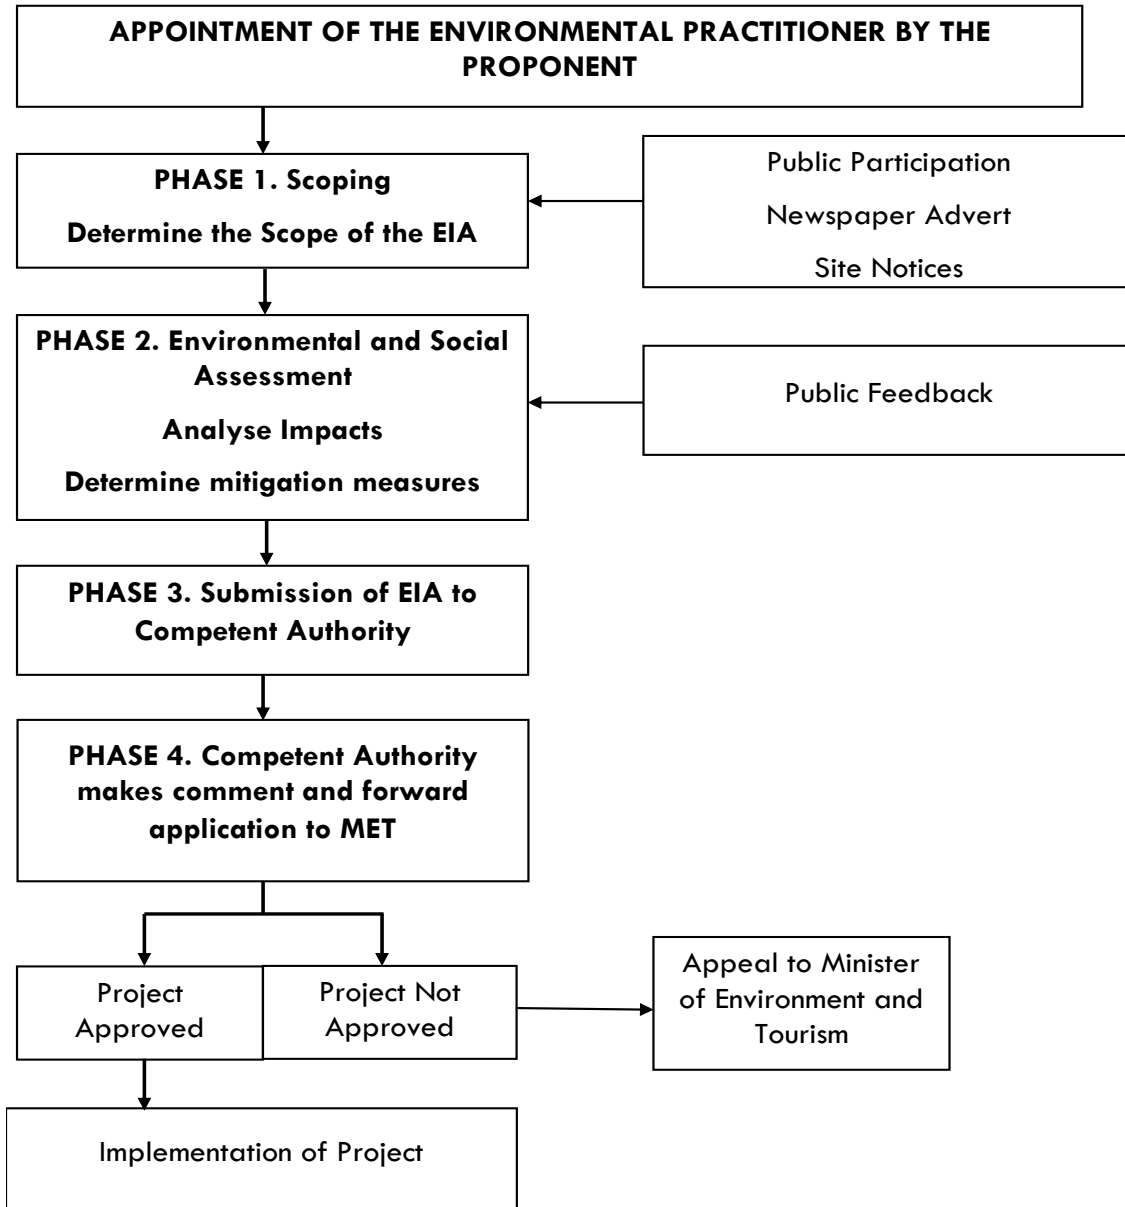 APPOINTMENT OF THE ENVIRONMENTAL PRACTITIONER BY THE
PROPONENT
PHASE 1. Scoping
Determine the Scope of the EIA
Public Participation
Newspaper Advert
Site Notices
PHASE 2. Environmental and Social
Assessment
Analyse Impacts
Determine mitigation measures
Public Feedback
PHASE 3. Submission of EIA to
Competent Authority
PHASE 4. Competent Authority
makes comment and forward
application to MET
Project
Approved
Project Not
Approved
Appeal to Minister
of Environment and
Tourism
Implementation of Project